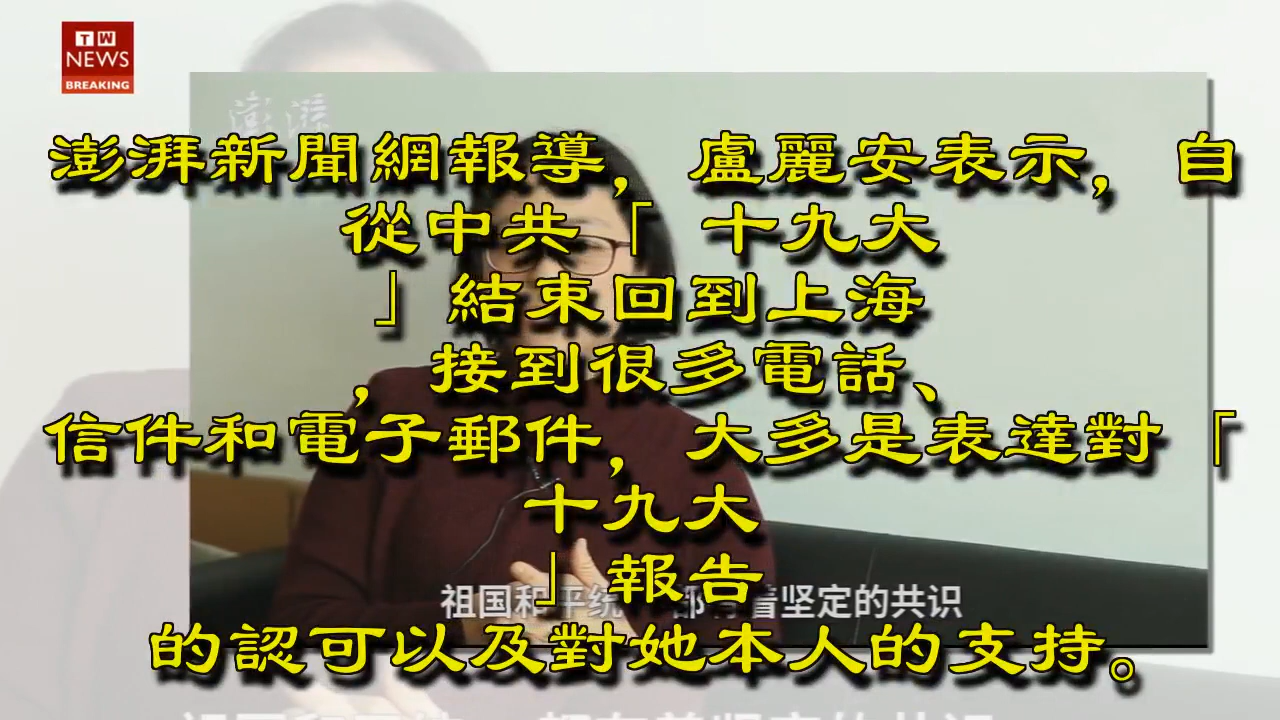 TW
NEWS
BREAKING
澎湃
澎湃新聞網報導，盧麗安表示，自
從中共「十九大
」結束回到上海
，接到很多電話、
信件和電子郵件，大多是表達對「
十九大
」報告
祖国和平统 着坚定的共识
的認可以及對她本人的支持。